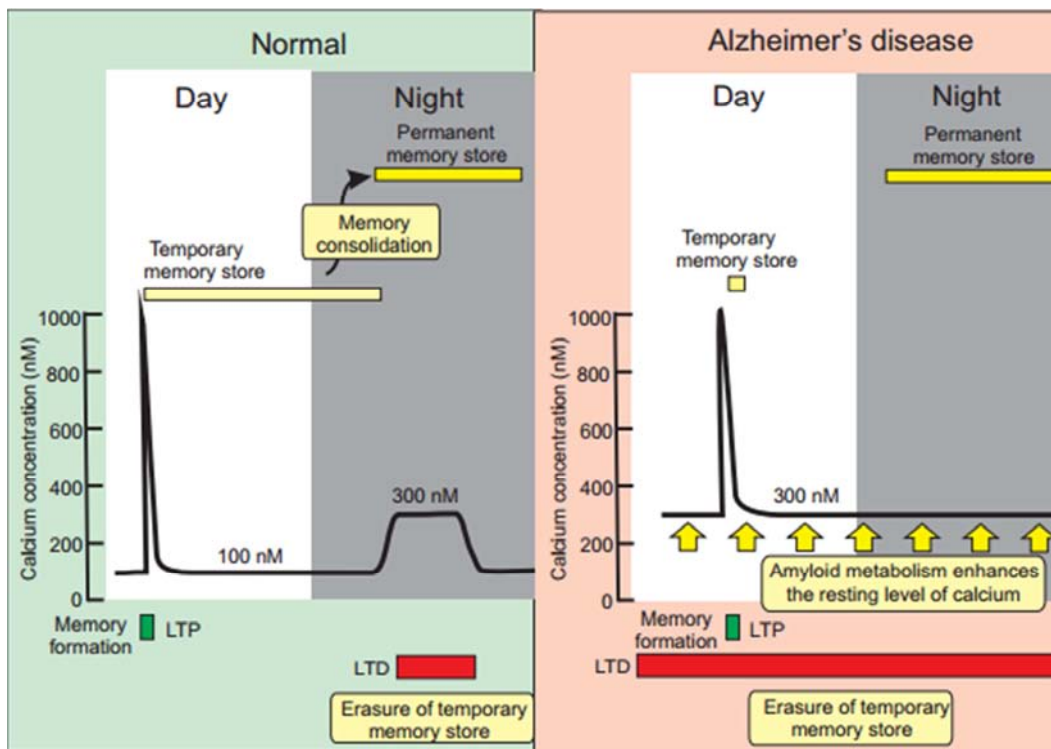 Normal
Day
Night
Permanent
memory store
Memory
consolidation
Temporary
memory store
Calcium concentration (nM)
1000
800
600
400
200
0
100 nM
300 nM
Memory
formation
LTP
LTD
Erasure of temporary
memory store
Alzheimer's disease
Day
Night
Permanent
memory store
Temporary
memory store
Calcium concentration (nM)
1000
800
600
400
200
0
300 nM
Amyloid metabolism enhances
the resting level of calcium
Memory
formation
LTP
LTD
Erasure of temporary
memory store